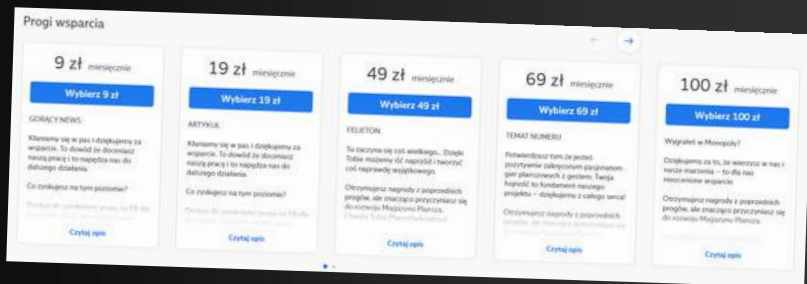 Progi wsparcia
9 zł miesięcznie
Wybierz 9 zł
GORĄCY NEWS
Kłaniamy się w pas i dziękujemy za
wsparcie. To dowód że doceniasz
naszą pracę i to napędza nas do
dalszego działania.
Co zyskujesz na tym poziomie?
Czytaj opis
19 zł miesięcznie
Wybierz 19 zł
ARTYKUŁ
Kłaniamy się w pas i dziękujemy za
wsparcie. To dowód że doceniasz
naszą pracę i to napędza nas do
dalszego działania.
Co zyskujesz na tym poziomie?
Czytaj opis
49 zł miesięcznie
Wybierz 49 zł
FELIETON
Tu zaczyna się coś wielkiego.. Dzięki
Tobie możemy iść naprzód i tworzyć
coś naprawdę wyjątkowego.
Otrzymujesz nagrody z poprzednich
progów, ale znacząco przyczyniasz się
do rozwoju Magazynu Plansza.
Czytaj opis
69 zł miesięcznie
Wybierz 69 zł
TEMAT NUMERU
Potwierdzasz tym że jesteś
pozytywnie zakręconym pasjonatem
gier planszowych z gestem. Twoja
hojność to fundament naszego
projektu – dziękujemy z całego serca!
Otrzymujesz nagrody z poprzednich
progów, ale znacząco przyczyniasz się
Czytaj opis
100 zł miesięcznie
Wybierz 100 zł
Wygrałeś w Monopoly!
Dziękujemy za to, że wierzysz w nas i
nasze marzenia – to dla nas
nieocenione wsparcie.
Otrzymujesz nagrody z poprzednich
progów, ale znacząco przyczyniasz się
do rozwoju Magazynu Plansza.
Czytaj opis